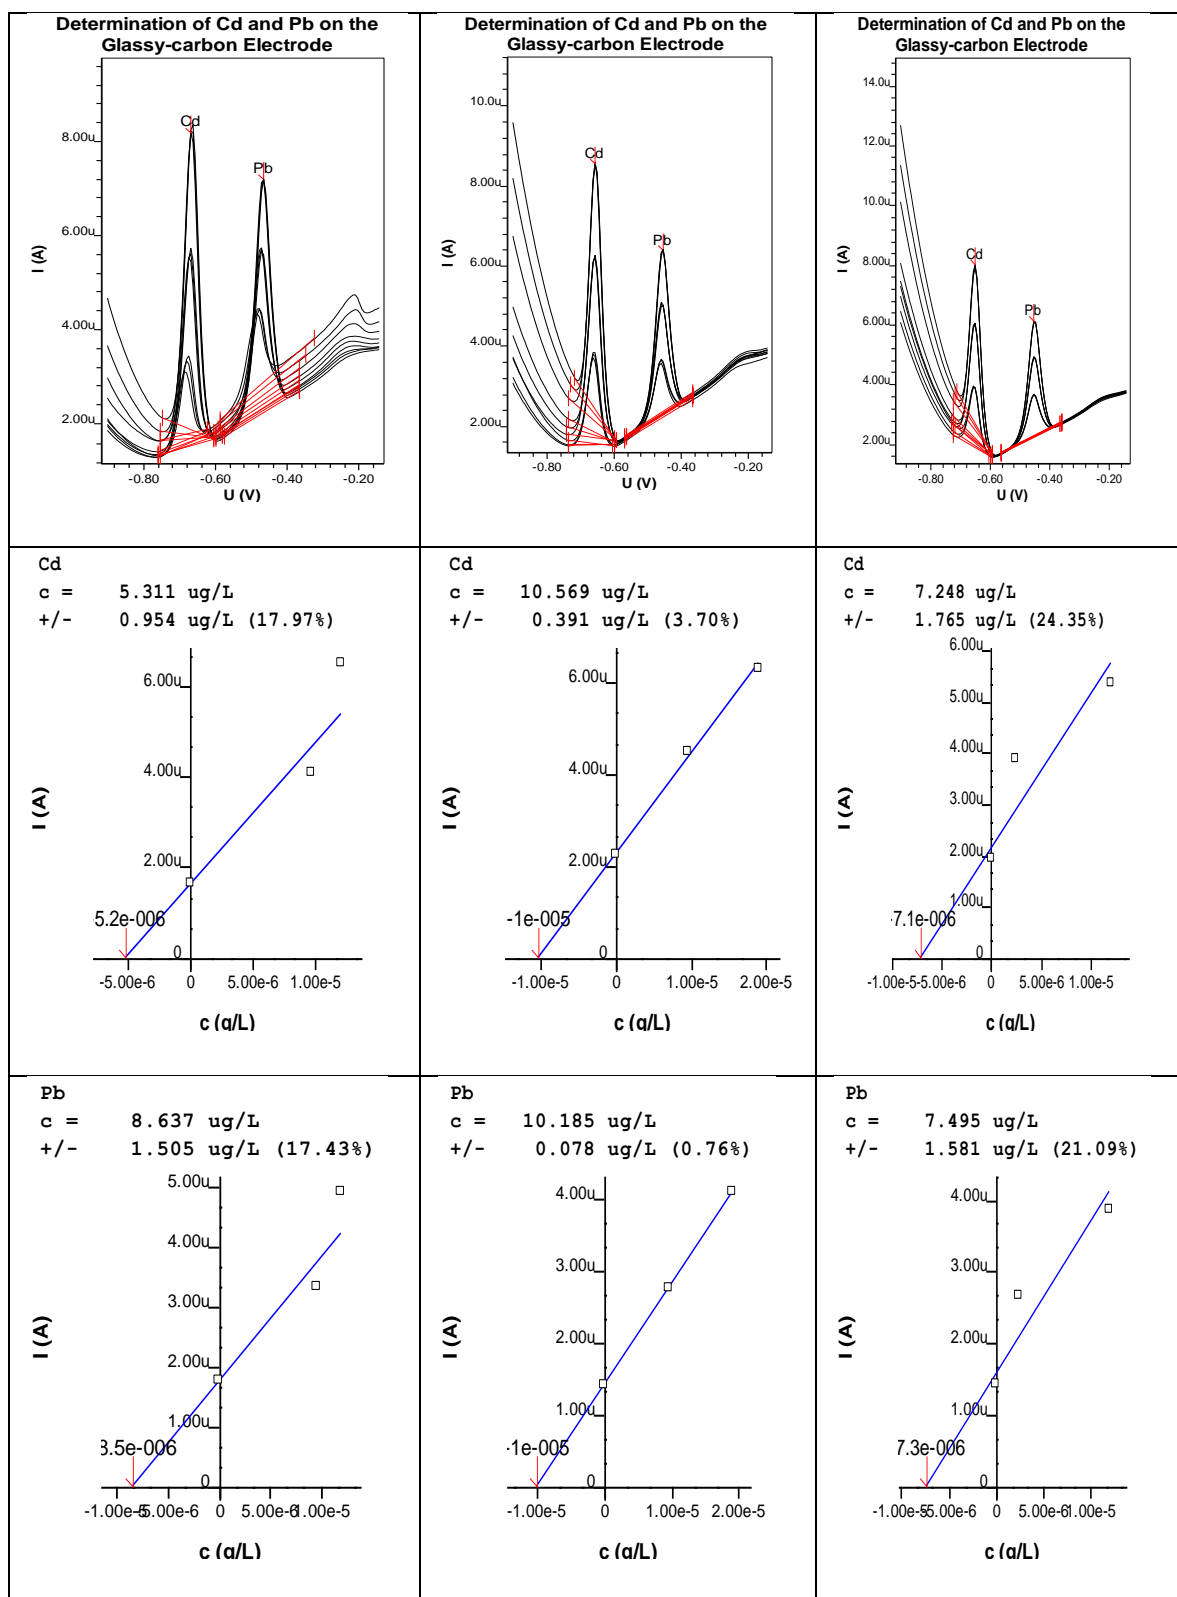 Determination of Cd and Pb on the
Glassy-carbon Electrode
8.00u
6.00u
4.00u
2.00u
I (A)
Cd
Pb
-0.80
-0.60
-0.40
-0.20
U (V)
Determination of Cd and Pb on the
Glassy-carbon Electrode
10.0u
8.00u
6.00u
4.00u
2.00u
I (A)
Cd
Pb
-0.80
-0.60
-0.40
-0.20
U (V)
Determination of Cd and Pb on the
Glassy-carbon Electrode
14.0u
12.0u
10.0u
8.00u
6.00u
4.00u
2.00u
I (A)
Cd
Pb
-0.80
-0.60
-0.40
-0.20
U (V)
Cd
c = 5.311 ug/L
+/- 0.954 ug/L (17.97%)
6.00u
4.00u
2.00u
0
I (A)
5.2e-006
-5.00e-6
0
5.00e-6
1.00e-5
c (g/L)
Cd
c = 10.569 ug/L
+/- 0.391 ug/L (3.70%)
6.00u
4.00u
2.00u
0
I (A)
-1e-005
-1.00e-5
0
1.00e-5
2.00e-5
c (g/L)
Cd
c = 7.248 ug/L
+/- 1.765 ug/L (24.35%)
6.00u
5.00u
4.00u
3.00u
2.00u
1.00u
0
I (A)
-7.1e-006
-1.00e-5
-5.00e-6
0
5.00e-6
1.00e-5
c (g/L)
Pb
c = 8.637 ug/L
+/- 1.505 ug/L (17.43%)
5.00u
4.00u
3.00u
2.00u
1.00u
0
I (A)
8.5e-006
-1.00e-5
-5.00e-6
0
5.00e-6
1.00e-5
c (g/L)
Pb
c = 10.185 ug/L
+/- 0.078 ug/L (0.76%)
4.00u
3.00u
2.00u
1.00u
0
I (A)
-1e-005
-1.00e-5
0
1.00e-5
2.00e-5
c (g/L)
Pb
c = 7.495 ug/L
+/- 1.581 ug/L (21.09%)
4.00u
3.00u
2.00u
1.00u
0
I (A)
7.3e-006
-1.00e-5
-5.00e-6
0
5.00e-6
1.00e-5
c (g/L)